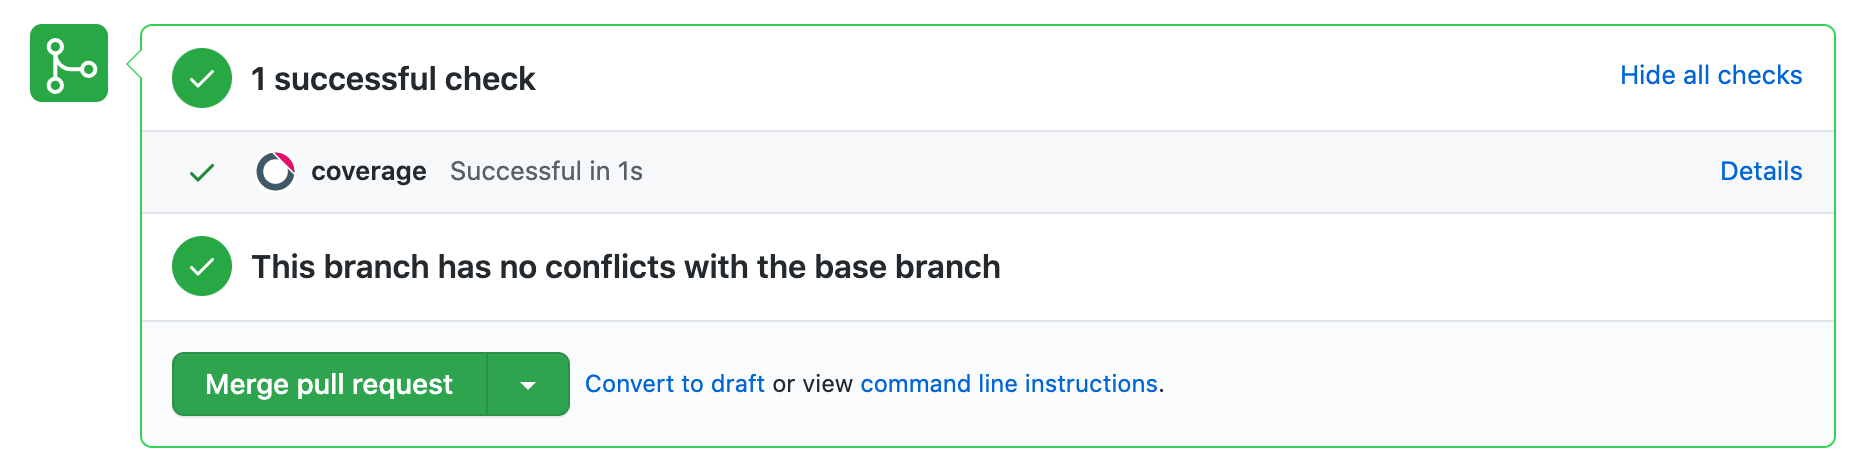 1 successful check
Hide all checks
coverage Successful in 1s
Details
This branch has no conflicts with the base branch
Merge pull request
Convert to draft or view command line instructions.